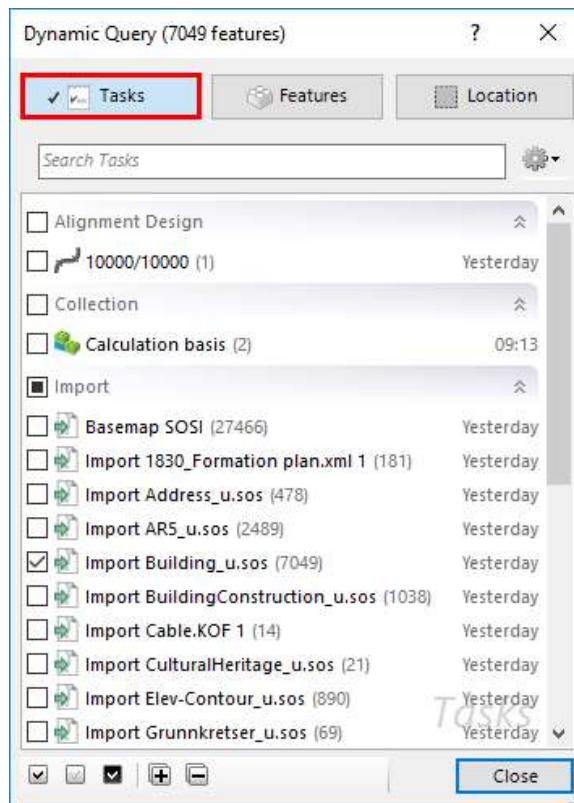 Dynamic Query (7049 features) ?
Tasks Features Location
Search Tasks
Alignment Design
10000/10000 (1) Yesterday
Collection
Calculation basis (2) 09:13
Import
Basemap SOSI (27466) Yesterday
Import 1830_Formation plan.xml 1 (181) Yesterday
Import Address_u.sos (478) Yesterday
Import AR5_u.sos (2489) Yesterday
Import Building_u.sos (7049) Yesterday
Import BuildingConstruction_u.sos (1038) Yesterday
Import Cable.KOF 1 (14) Yesterday
Import CulturalHeritage_u.sos (21) Yesterday
Import Elev-Contour_u.sos (890) Yesterday
Import Grunnkretser_u.sos (69) Yesterday
Tasks
Close